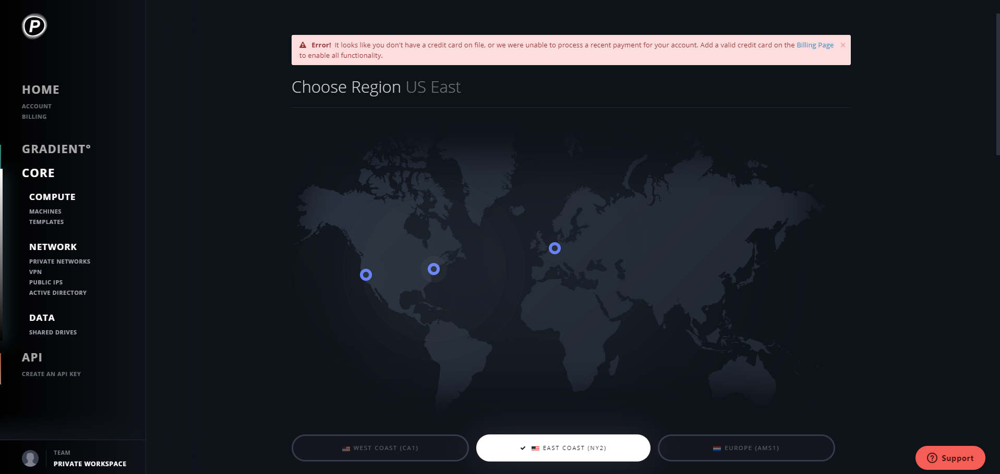 P
Error! It looks like you don't have a credit card on file, or we were unable to process a recent payment for your account. Add a valid credit card on the Billing Page ×
to enable all functionality.
Choose Region US East
HOME
ACCOUNT
BILLING
GRADIENT°
CORE
COMPUTE
MACHINES
TEMPLATES
NETWORK
PRIVATE NETWORKS
VPN
PUBLIC IPS
ACTIVE DIRECTORY
DATA
SHARED DRIVES
API
CREATE AN API KEY
TEAM
PRIVATE WORKSPACE
WEST COAST (CA1)
EAST COAST (NY2)
EUROPE (AMS1)
Support